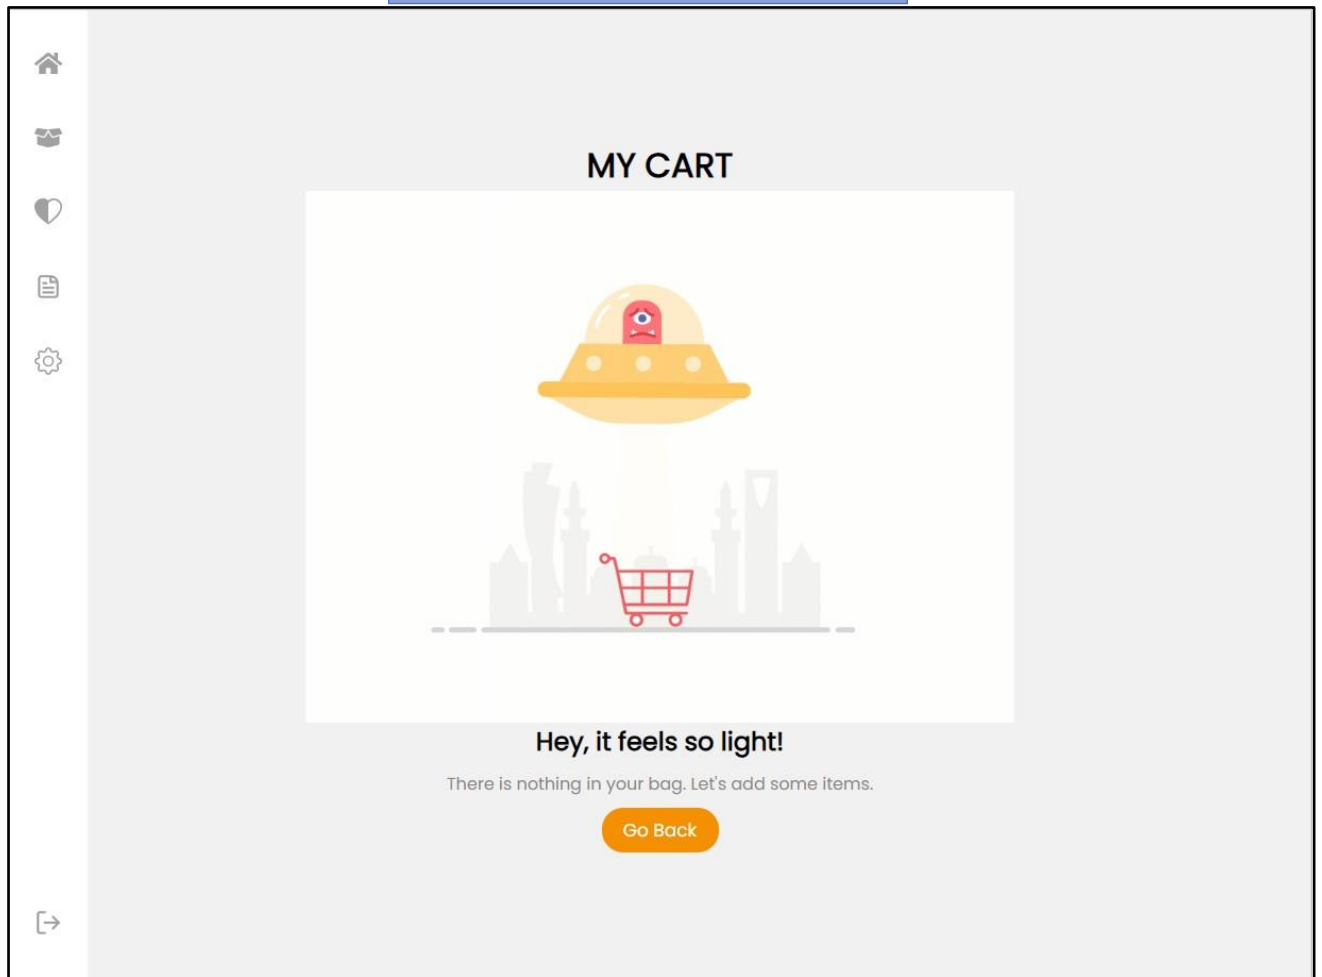 MY CART
Hey, it feels so light!
There is nothing in your bag. Let's add some items.
Go Back